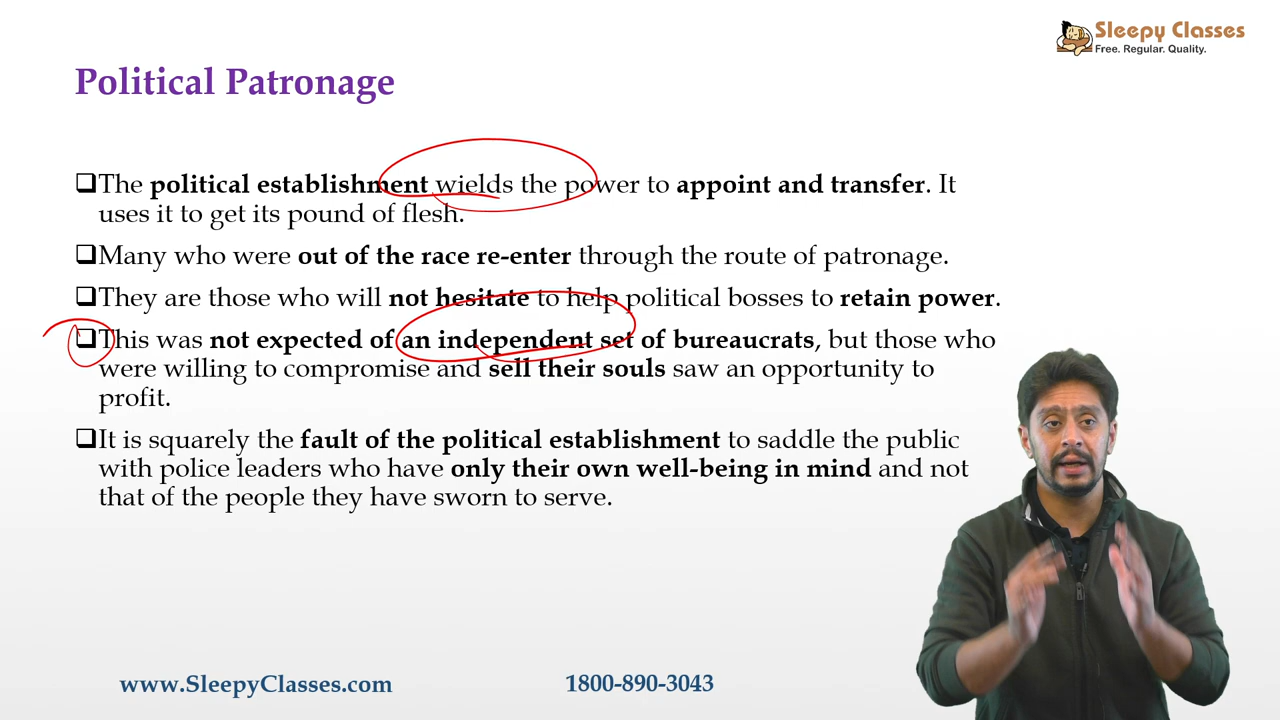 Sleepy Classes
Free. Regular. Quality.
Political Patronage
❑The political establishment wields the power to appoint and transfer. It
uses it to get its pound of flesh.
❑Many who were out of the race re-enter through the route of patronage.
❑They are those who will not hesitate to help political bosses to retain power.
❑This was not expected of an independent set of bureaucrats, but those who
were willing to compromise and sell their souls saw an opportunity to
profit.
❑It is squarely the fault of the political establishment to saddle the public
with police leaders who have only their own well-being in mind and not
that of the people they have sworn to serve.
www.SleepyClasses.com
1800-890-3043